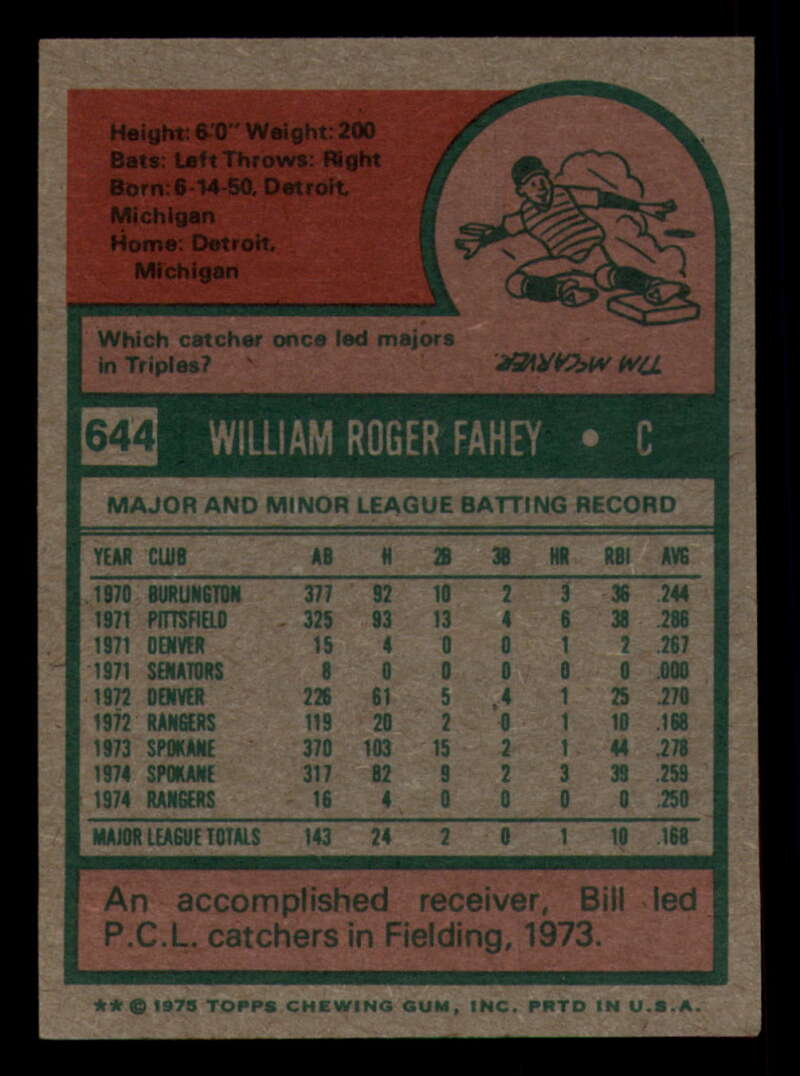 Height: 6'0" Weight: 200
Bats: Left Throws: Right
Born: 6-14-50, Detroit,
Michigan
Home: Detroit,
Michigan
Which catcher once led majors
in Triples?
TIM McCARVER.
644 WILLIAM ROGER FAHEY • C
MAJOR AND MINOR LEAGUE BATTING RECORD
YEAR CLUB AB H 2B 3B HR RBI AVG
1970 BURLINGTON 377 92 10 2 3 36 .244
1971 PITTSFIELD 325 93 13 4 6 38 .286
1971 DENVER 15 4 0 0 1 2 .267
1971 SENATORS 8 0 0 0 0 0 .000
1972 DENVER 226 61 5 4 1 25 .270
1972 RANGERS 119 20 2 0 1 10 .168
1973 SPOKANE 370 103 15 2 1 44 .278
1974 SPOKANE 317 82 9 2 3 39 .259
1974 RANGERS 16 4 0 0 0 0 .250
MAJOR LEAGUE TOTALS 143 24 2 0 1 10 .168
An accomplished receiver, Bill led
P.C.L. catchers in Fielding, 1973.
** © 1975 TOPPS CHEWING GUM, INC. PRTD IN U.S.A.